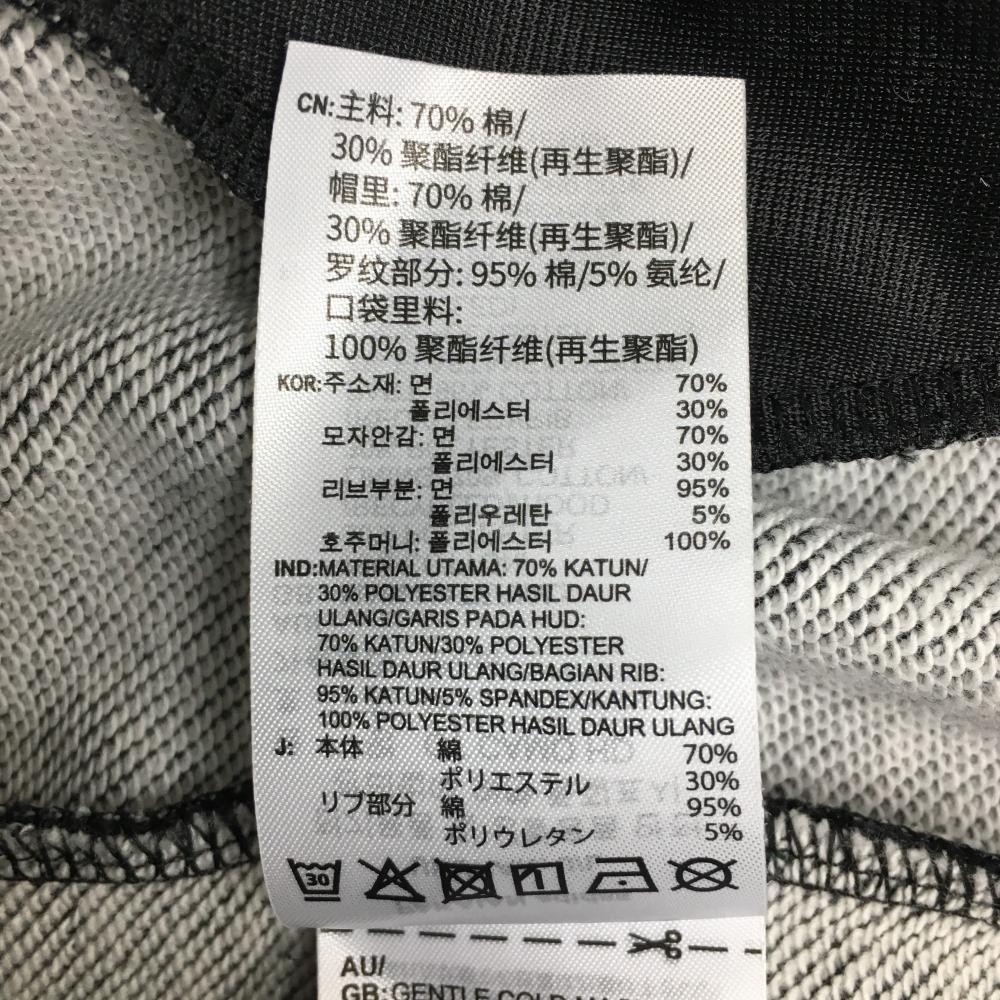 CN:主料: 70% 棉/
30% 聚酯纤维(再生聚酯)/
帽里: 70% 棉/
30% 聚酯纤维(再生聚酯)/
罗纹部分: 95% 棉/5% 氨纶/
口袋里料:
100% 聚酯纤维(再生聚酯)
KOR:주소재: 면 70%
폴리에스터 30%
모자안감: 면 70%
폴리에스터 30%
리브부분: 면 95%
폴리우레탄 5%
호주머니: 폴리에스터 100%
IND:MATERIAL UTAMA: 70% KATUN/
30% POLYESTER HASIL DAUR
ULANG/GARIS PADA HUD:
70% KATUN/30% POLYESTER
HASIL DAUR ULANG/BAGIAN RIB:
95% KATUN/5% SPANDEX/KANTUNG:
100% POLYESTER HASIL DAUR ULANG
J: 本体 綿 70%
ポリエステル 30%
リブ部分 綿 95%
ポリウレタン 5%
30
AU/
GB:GENTLE COLD